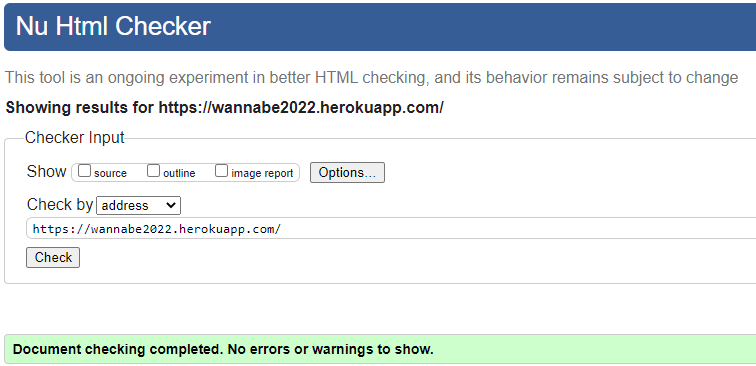 Nu Html Checker
This tool is an ongoing experiment in better HTML checking, and its behavior remains subject to change
Showing results for https://wannabe2022.herokuapp.com/
Checker Input
Show source outline image report Options...
Check by address
https://wannabe2022.herokuapp.com/
Check
Document checking completed. No errors or warnings to show.